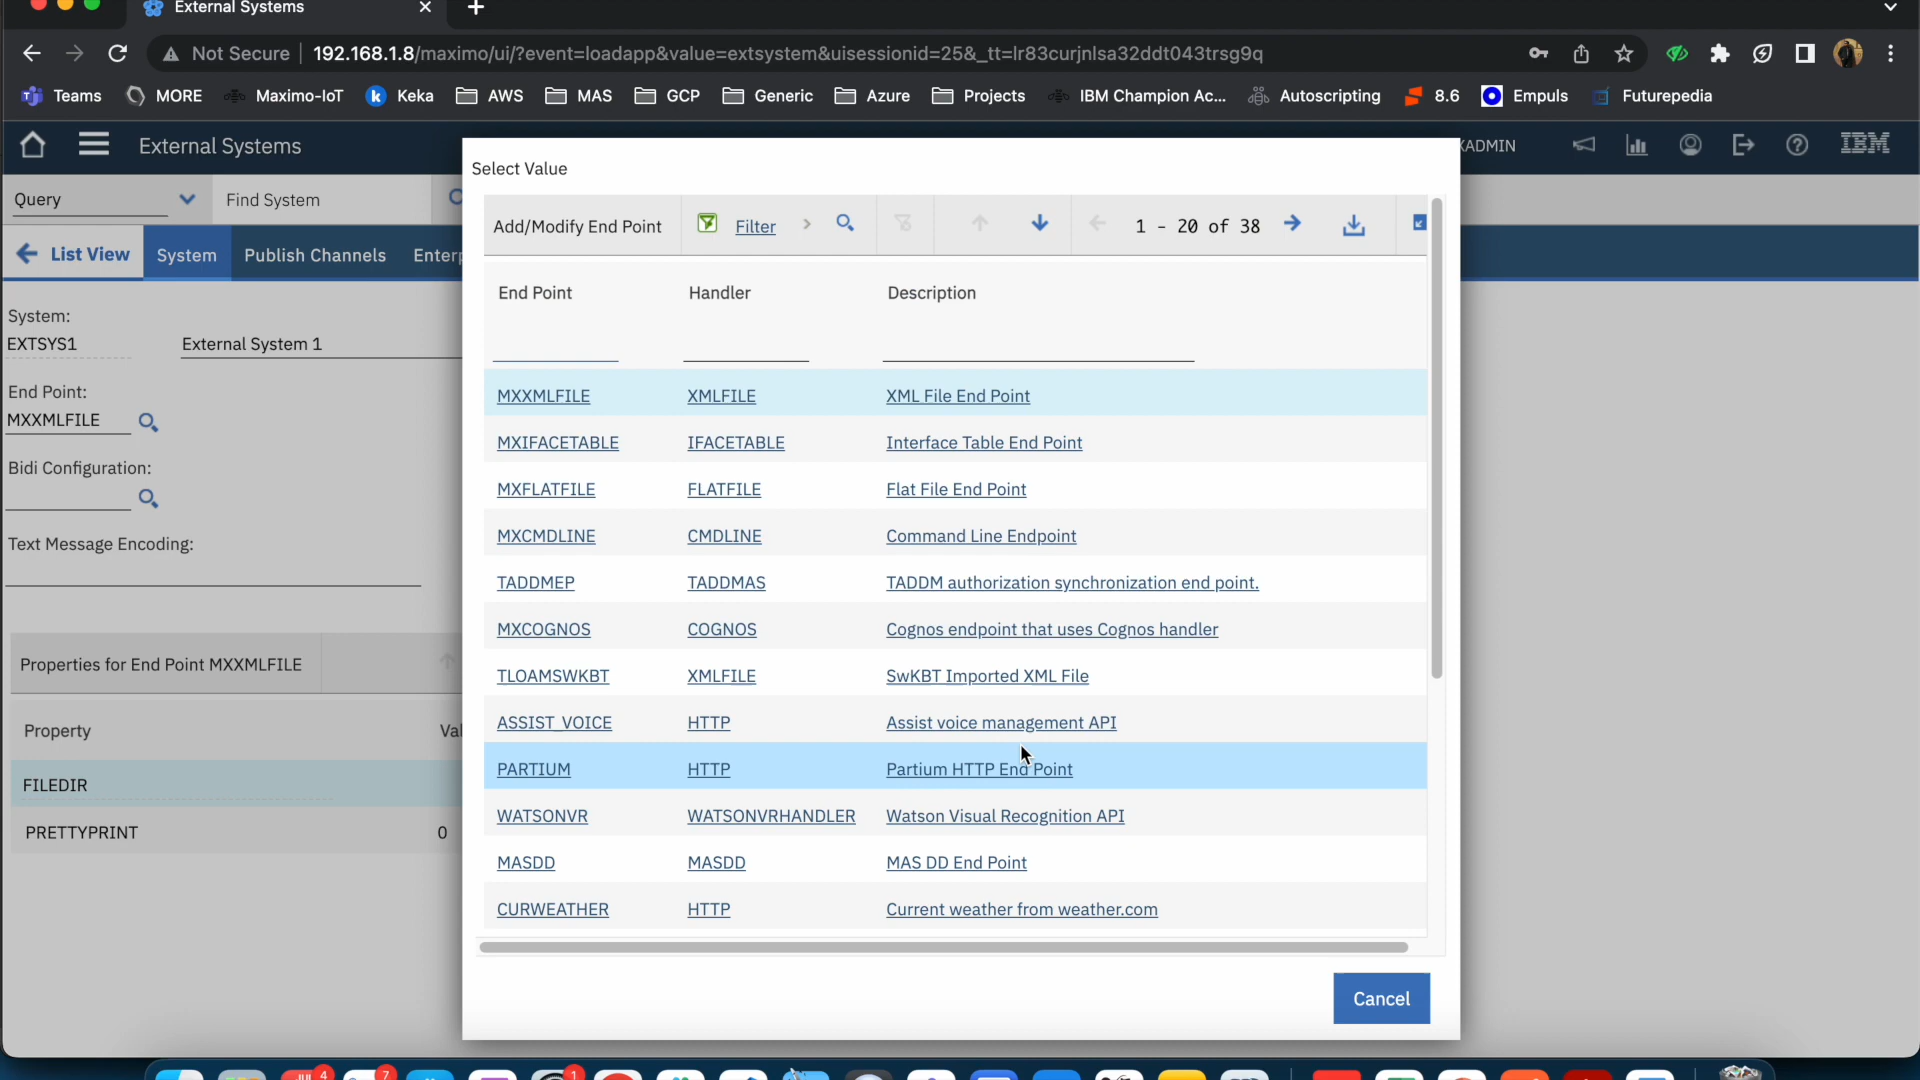 External Systems
Not Secure 192.168.1.8/maximo/ui/?event=loadapp&value=extsystem&uisessionid=25&_tt=lr83curjnlsa32ddt043trsg9q
Teams MORE Maximo-IoT Keka AWS MAS GCP Generic Azure Projects IBM Champion Ac... Autoscripting 8.6 Empuls Futurepedia
External Systems XADMIN IBM
Query Find System
List View System Publish Channels Enterp
System:
EXTSYS1 External System 1
End Point:
MXXMLFILE
Bidi Configuration:
Text Message Encoding:
Properties for End Point MXXMLFILE
Property Val
FILEDIR
PRETTYPRINT 0
Select Value
Add/Modify End Point Filter 1 - 20 of 38
End Point Handler Description
MXXMLFILE XMLFILE XML File End Point
MXIFACETABLE IFACETABLE Interface Table End Point
MXFLATFILE FLATFILE Flat File End Point
MXCMDLINE CMDLINE Command Line Endpoint
TADDMEP TADDMAS TADDM authorization synchronization end point.
MXCOGNOS COGNOS Cognos endpoint that uses Cognos handler
TLOAMSWKBT XMLFILE SwKBT Imported XML File
ASSIST_VOICE HTTP Assist voice management API
PARTIUM HTTP Partium HTTP End Point
WATSONVR WATSONVRHANDLER Watson Visual Recognition API
MASDD MASDD MAS DD End Point
CURWEATHER HTTP Current weather from weather.com
Cancel
4 7 1